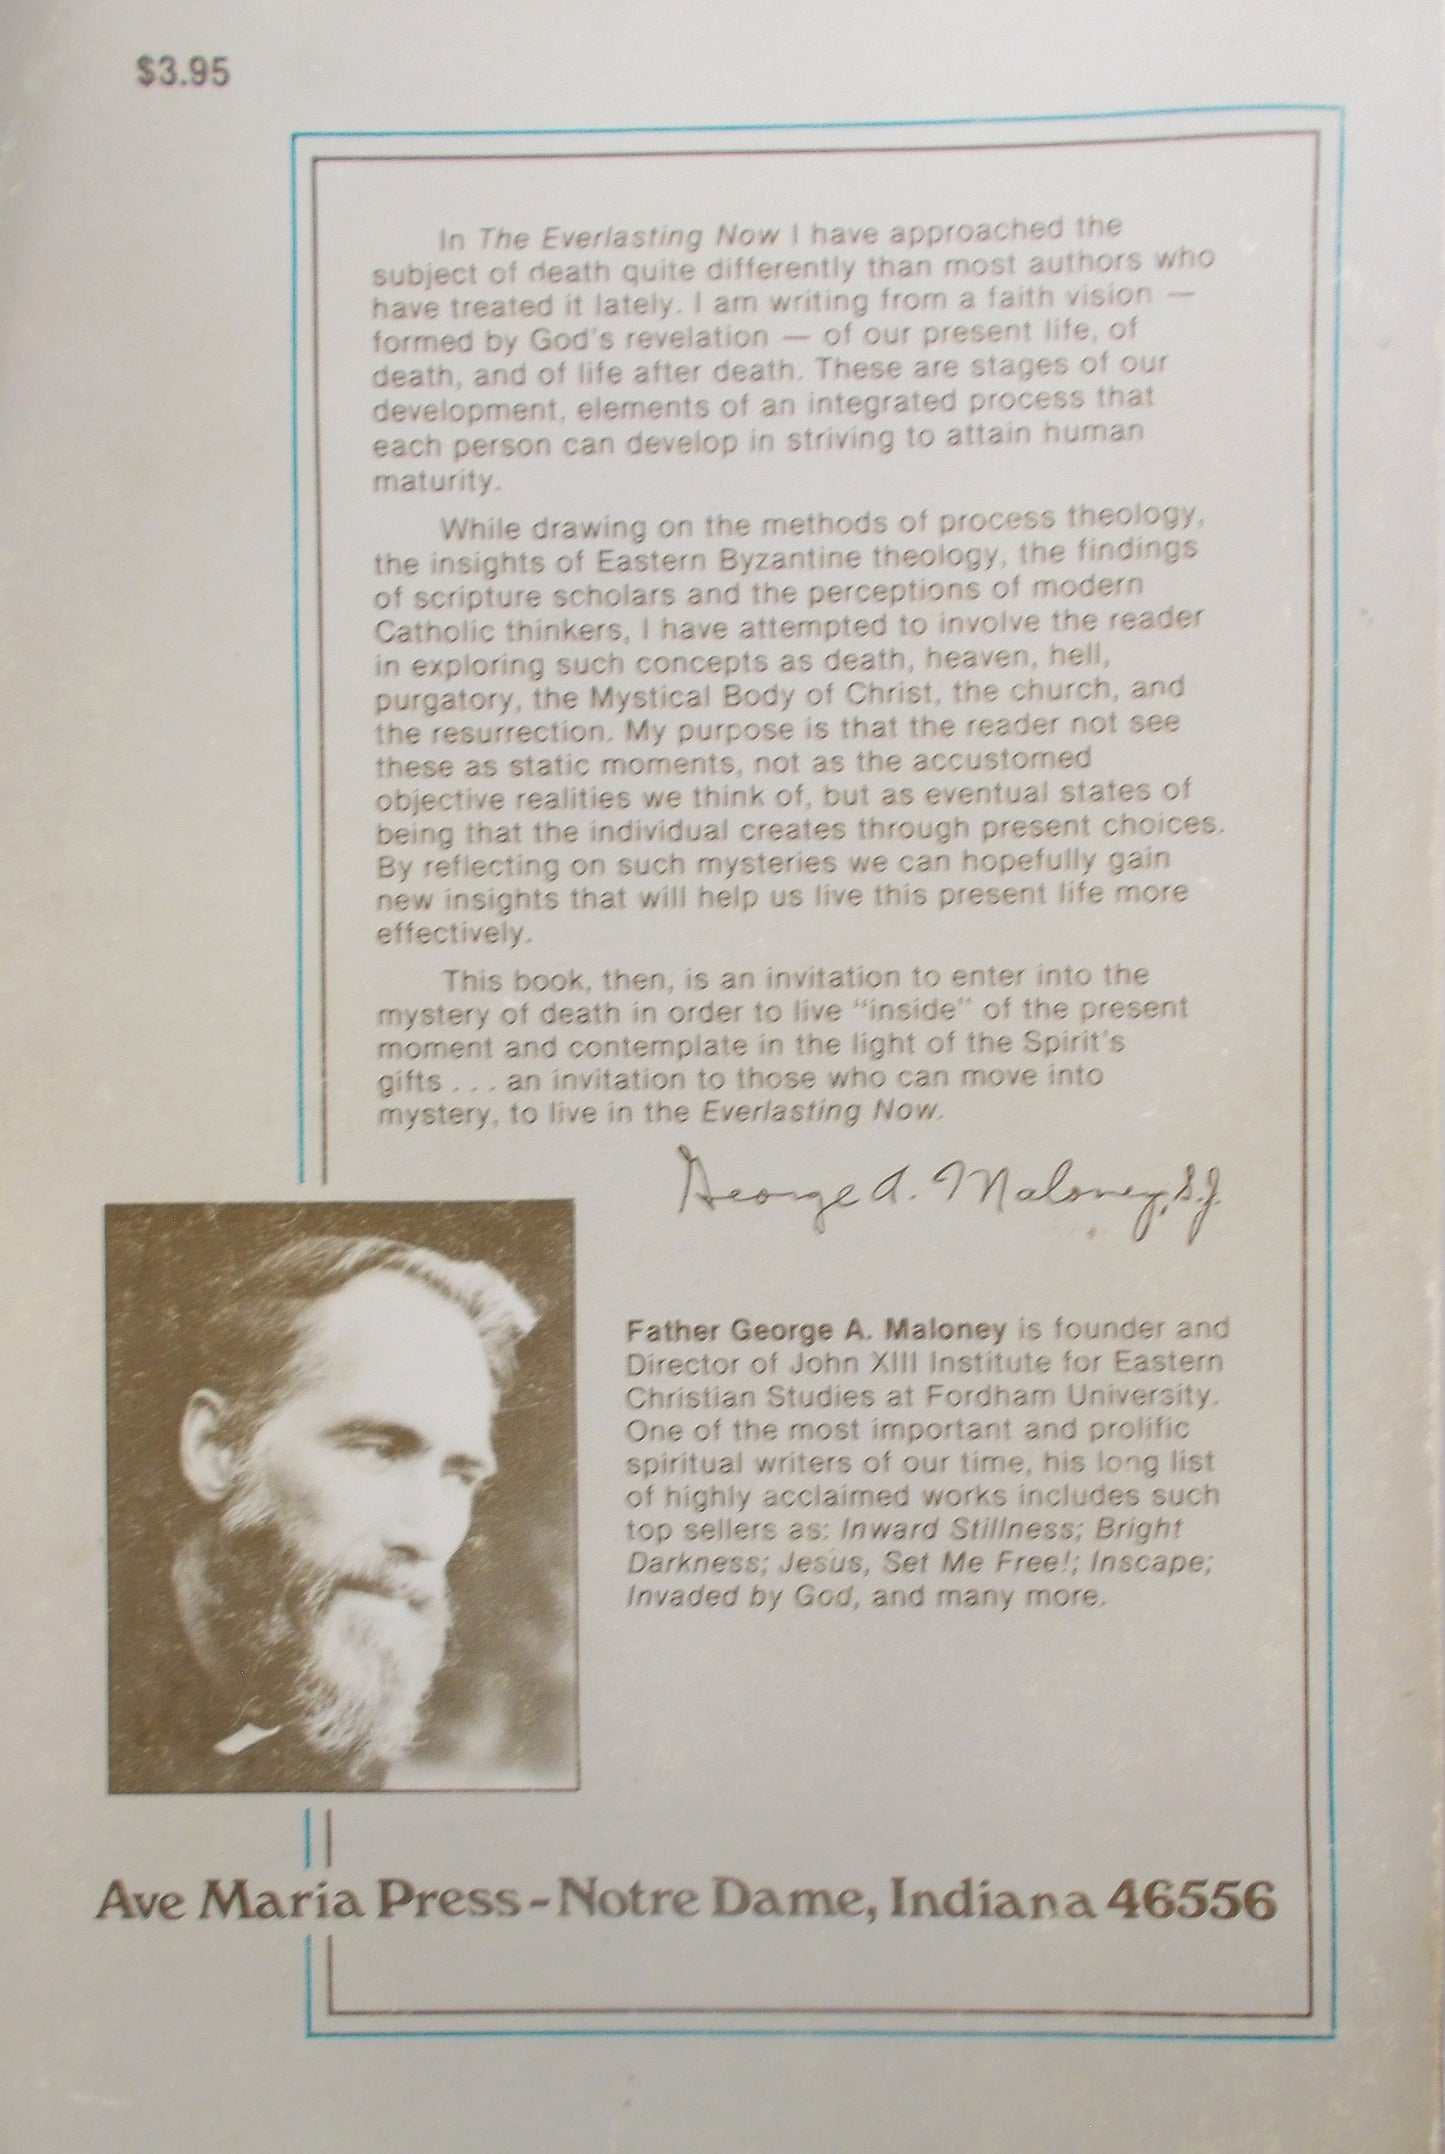 $3.95
In The Everlasting Now I have approached the
subject of death quite differently than most authors who
have treated it lately. I am writing from a faith vision —
formed by God's revelation — of our present life, of
death, and of life after death. These are stages of our
development, elements of an integrated process that
each person can develop in striving to attain human
maturity.
While drawing on the methods of process theology,
the insights of Eastern Byzantine theology, the findings
of scripture scholars and the perceptions of modern
Catholic thinkers, I have attempted to involve the reader
in exploring such concepts as death, heaven, hell,
purgatory, the Mystical Body of Christ, the church, and
the resurrection. My purpose is that the reader not see
these as static moments, not as the accustomed
objective realities we think of, but as eventual states of
being that the individual creates through present choices.
By reflecting on such mysteries we can hopefully gain
new insights that will help us live this present life more
effectively.
This book, then, is an invitation to enter into the
mystery of death in order to live “inside” of the present
moment and contemplate in the light of the Spirit's
gifts . . . an invitation to those who can move into
mystery, to live in the Everlasting Now.
George A. Maloney, S.J.
Father George A. Maloney is founder and
Director of John XIII Institute for Eastern
Christian Studies at Fordham University.
One of the most important and prolific
spiritual writers of our time, his long list
of highly acclaimed works includes such
top sellers as: Inward Stillness; Bright
Darkness; Jesus, Set Me Free!; Inscape;
Invaded by God, and many more.
Ave Maria Press - Notre Dame, Indiana 46556